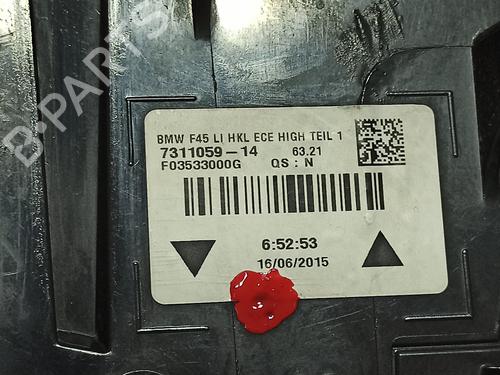 B-PARTS
BMW F45 LI HKL ECE HIGH TEIL 1
7311059-14 63.21
F03533000G QS : N
6:52:53
16/06/2015